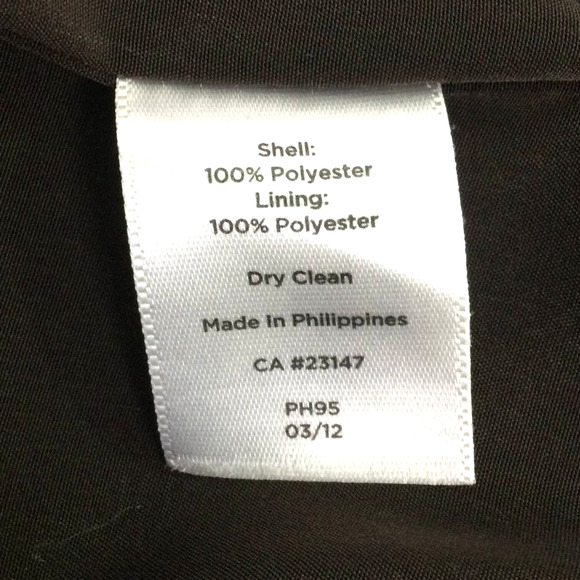 Shell:
100% Polyester
Lining:
100% Polyester
Dry Clean
Made In Philippines
CA #23147
PH95
03/12